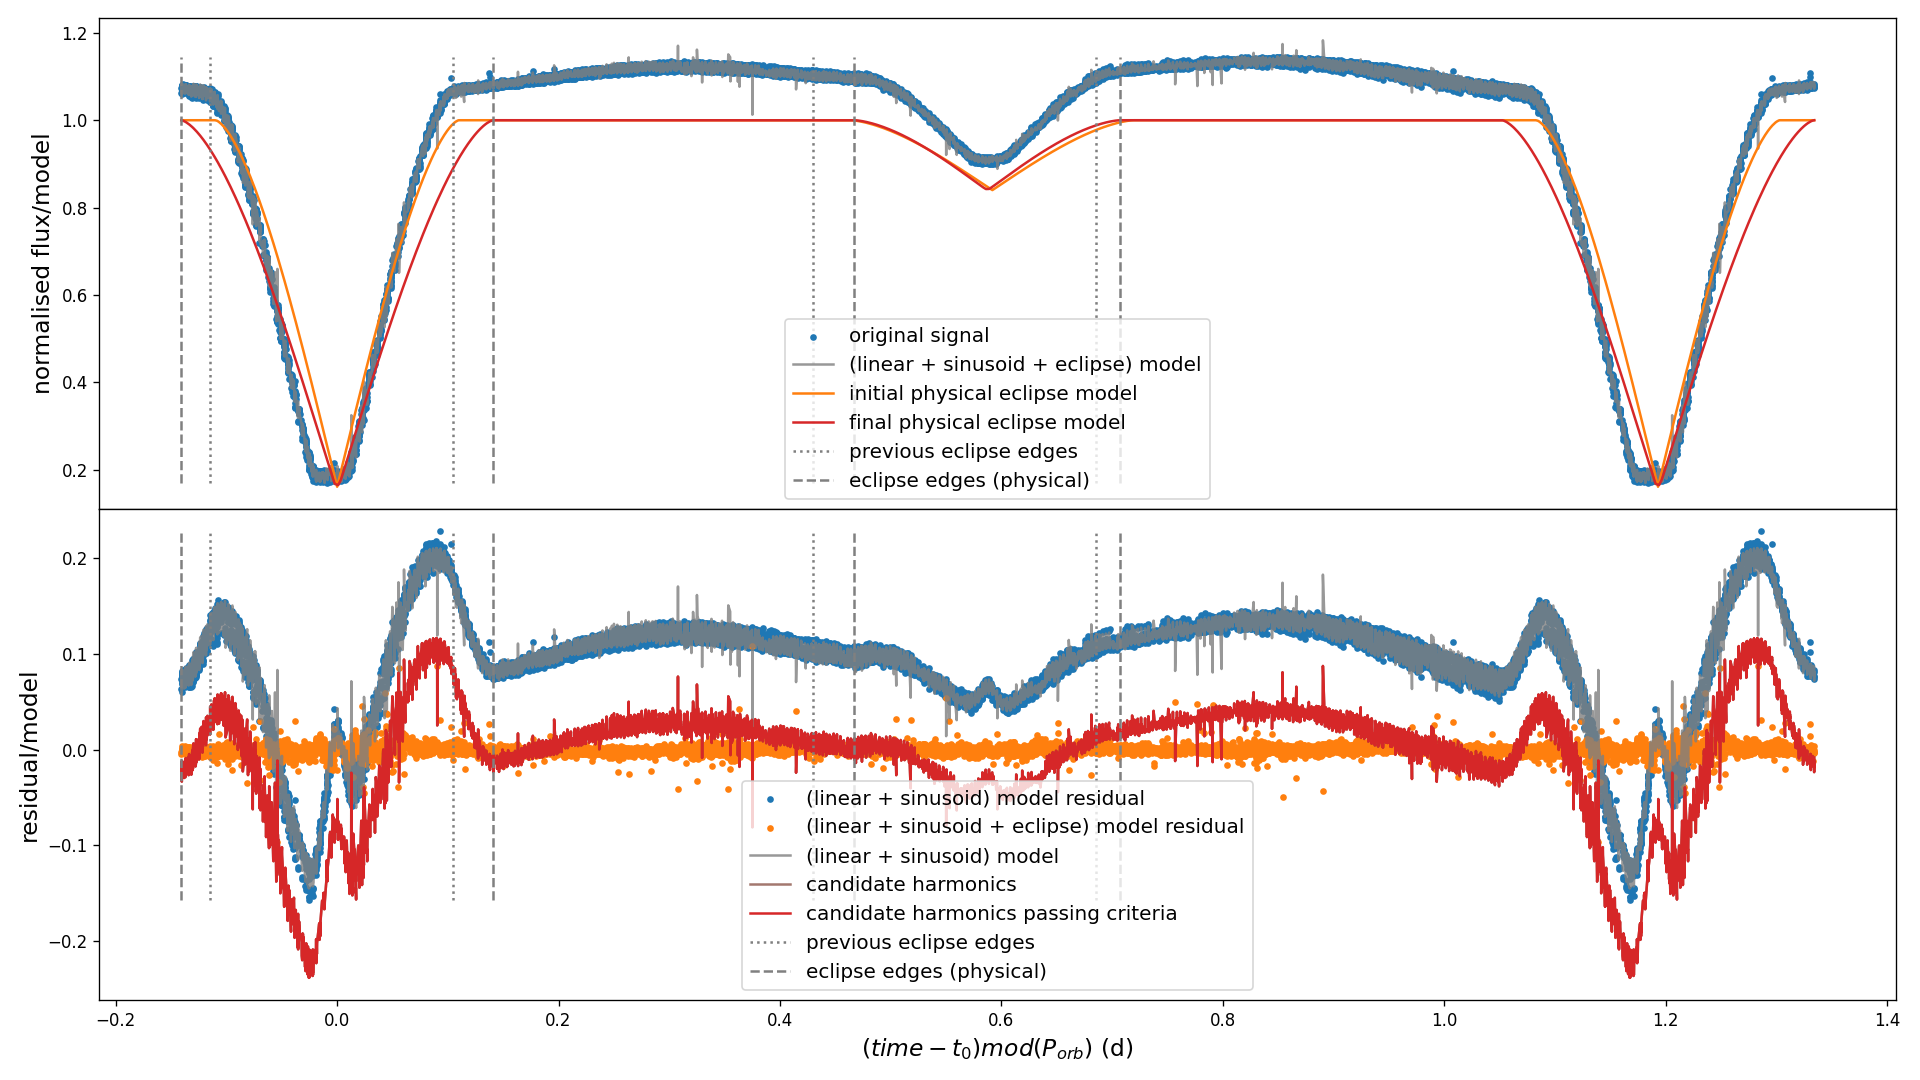 normalised flux/model
1.2
1.0
0.8
0.6
0.4
0.2
original signal
(linear + sinusoid + eclipse) model
initial physical eclipse model
final physical eclipse model
previous eclipse edges
eclipse edges (physical)
residual/model
0.2
0.1
0.0
−0.1
−0.2
(linear + sinusoid) model residual
(linear + sinusoid + eclipse) model residual
(linear + sinusoid) model
candidate harmonics
candidate harmonics passing criteria
previous eclipse edges
eclipse edges (physical)
−0.2 0.0 0.2 0.4 0.6 0.8 1.0 1.2 1.4
(time − t₀)mod(P_orb) (d)